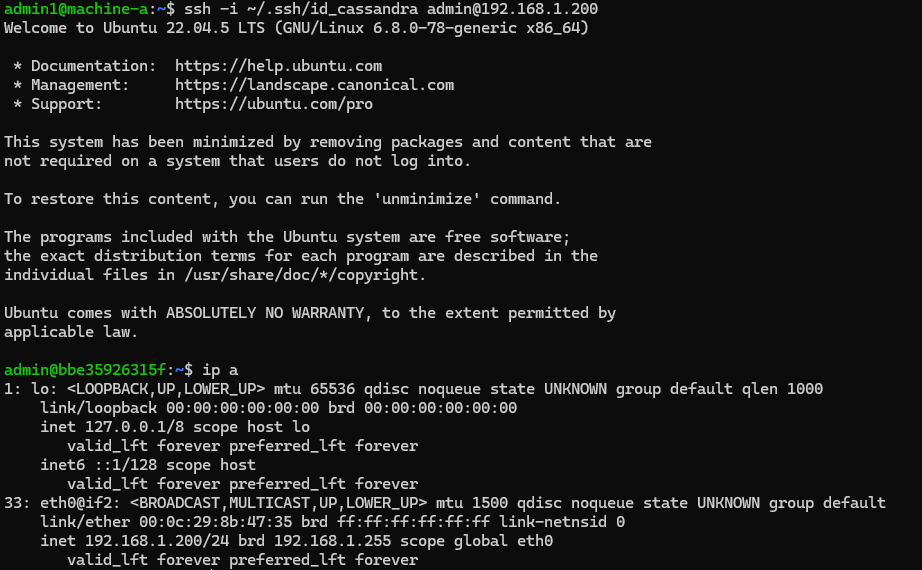 admin1@machine-a:~$ ssh -i ~/.ssh/id_cassandra admin@192.168.1.200
Welcome to Ubuntu 22.04.5 LTS (GNU/Linux 6.8.0-78-generic x86_64)

 * Documentation:  https://help.ubuntu.com
 * Management:     https://landscape.canonical.com
 * Support:        https://ubuntu.com/pro

This system has been minimized by removing packages and content that are
not required on a system that users do not log into.

To restore this content, you can run the 'unminimize' command.

The programs included with the Ubuntu system are free software;
the exact distribution terms for each program are described in the
individual files in /usr/share/doc/*/copyright.

Ubuntu comes with ABSOLUTELY NO WARRANTY, to the extent permitted by
applicable law.

admin@bbe35926315f:~$ ip a
1: lo: <LOOPBACK,UP,LOWER_UP> mtu 65536 qdisc noqueue state UNKNOWN group default qlen 1000
    link/loopback 00:00:00:00:00:00 brd 00:00:00:00:00:00
    inet 127.0.0.1/8 scope host lo
       valid_lft forever preferred_lft forever
    inet6 ::1/128 scope host
       valid_lft forever preferred_lft forever
33: eth0@if2: <BROADCAST,MULTICAST,UP,LOWER_UP> mtu 1500 qdisc noqueue state UNKNOWN group default
    link/ether 00:0c:29:8b:47:35 brd ff:ff:ff:ff:ff:ff link-netnsid 0
    inet 192.168.1.200/24 brd 192.168.1.255 scope global eth0
       valid_lft forever preferred_lft forever